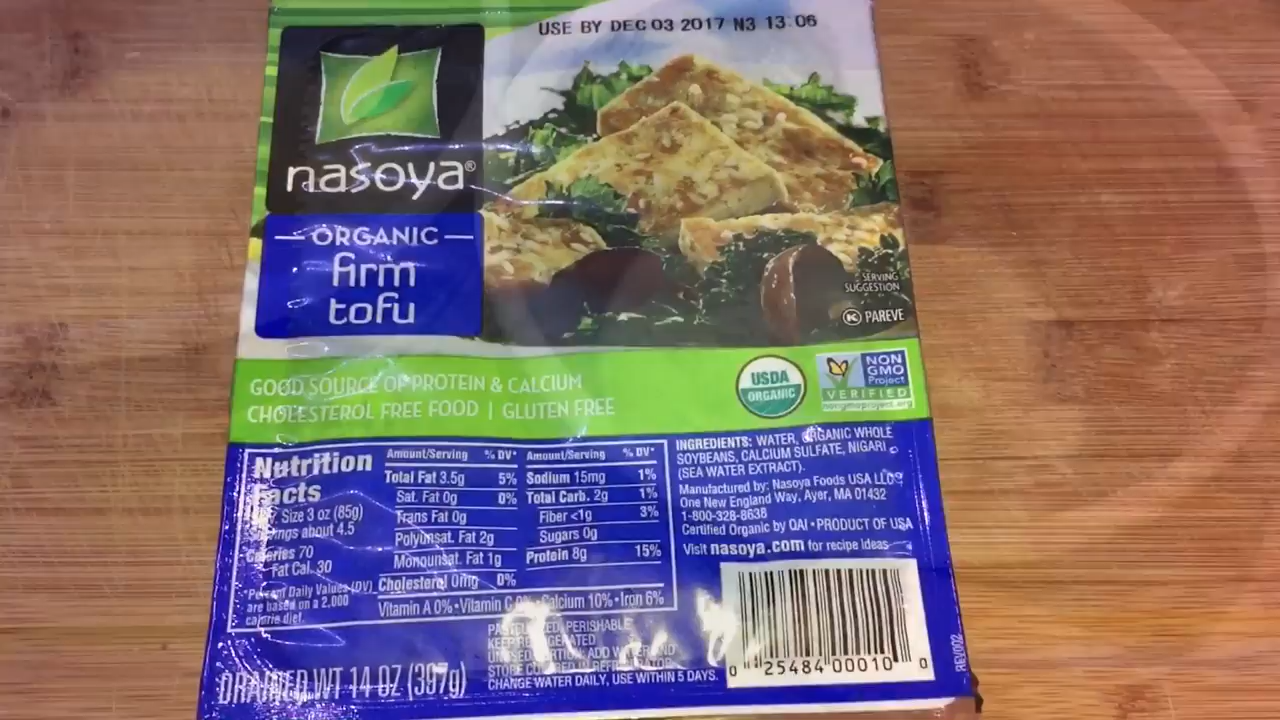 USE BY DEC 03 2017 N3 13:06
nasoya®
ORGANIC
firm
tofu
SERVING
SUGGESTION
K PAREVE
GOOD SOURCE OF PROTEIN & CALCIUM
CHOLESTEROL FREE FOOD | GLUTEN FREE
USDA
ORGANIC
NON
GMO
Project
VERIFIED
nongmoproject.org
Nutrition
Facts
Size 3 oz (85g)
Servings about 4.5
Calories 70
Fat Cal. 30
*Percent Daily Values (DV)
are based on a 2,000
calorie diet.
Amount/Serving % DV*
Total Fat 3.5g 5%
Sat. Fat 0g 0%
Trans Fat 0g
Polyunsat. Fat 2g
Monounsat. Fat 1g
Cholesterol 0mg 0%
Amount/Serving % DV*
Sodium 15mg 1%
Total Carb. 2g 1%
Fiber <1g 3%
Sugars 0g
Protein 8g 15%
Vitamin A 0% • Vitamin C 0% • Calcium 10% • Iron 6%
INGREDIENTS: WATER, ORGANIC WHOLE
SOYBEANS, CALCIUM SULFATE, NIGARI
(SEA WATER EXTRACT).
Manufactured by: Nasoya Foods USA LLC
One New England Way, Ayer, MA 01432
1-800-328-8638
Certified Organic by QAI • PRODUCT OF USA
Visit nasoya.com for recipe ideas
PASTEURIZED, PERISHABLE
KEEP REFRIGERATED
UNUSED PORTION: ADD WATER AND
STORE COVERED IN REFRIGERATOR
CHANGE WATER DAILY, USE WITHIN 5 DAYS.
DRAINED WT 14 OZ (397g)
0 25484 00010 0
REV002